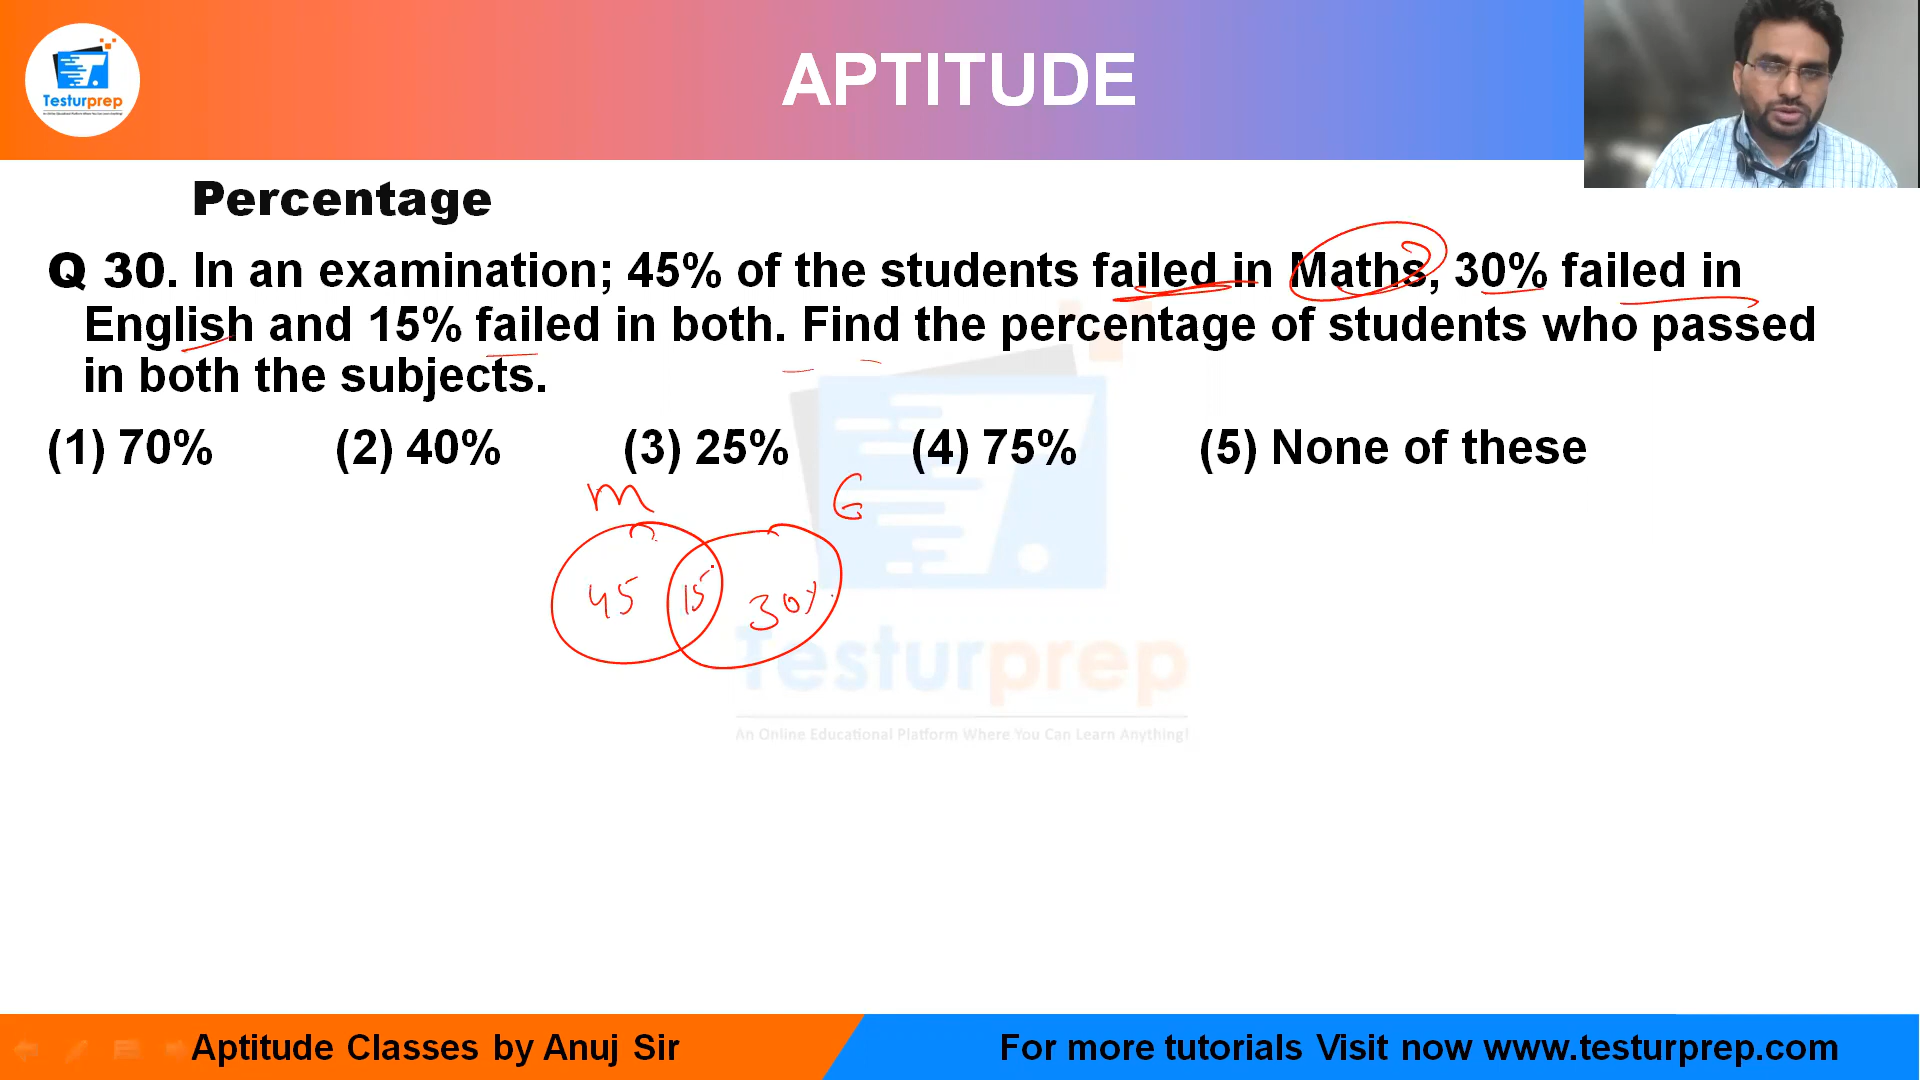 Testurprep
APTITUDE
Percentage
Q 30. In an examination; 45% of the students failed in Maths, 30% failed in
English and 15% failed in both. Find the percentage of students who passed
in both the subjects.
(1) 70% (2) 40% (3) 25% (4) 75% (5) None of these
M E
45 15 30%
Testurprep
An Online Educational Platform Where You Can Learn Anything!
Aptitude Classes by Anuj Sir
For more tutorials Visit now www.testurprep.com